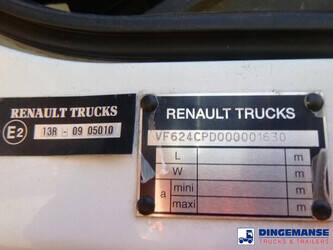 RENAULT TRUCKS
E2 13R - 09 05010
RENAULT TRUCKS
VF624CPD000001630
L m
W m
a mini m
maxi m
DINGEMANSE
TRUCKS & TRAILERS